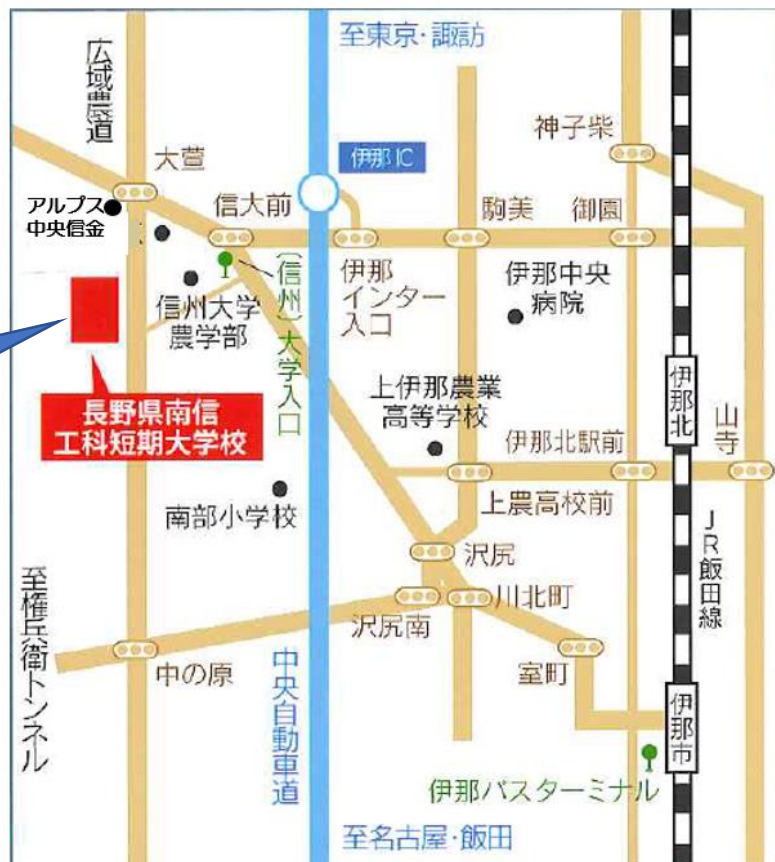 至東京・諏訪
広域農道
神子柴
大萱
伊那IC
アルプス
中央信金
信大前
駒美
御園
伊那
インター
入口
伊那中央
病院
信州大学
農学部
(信州)大学入口
上伊那農業
高等学校
伊那北
長野県南信
工科短期大学校
伊那北駅前
山寺
南部小学校
上農高校前
JR飯田線
沢尻
至権兵衛トンネル
川北町
沢尻南
中の原
室町
中央自動車道
伊那市
伊那バスターミナル
至名古屋・飯田